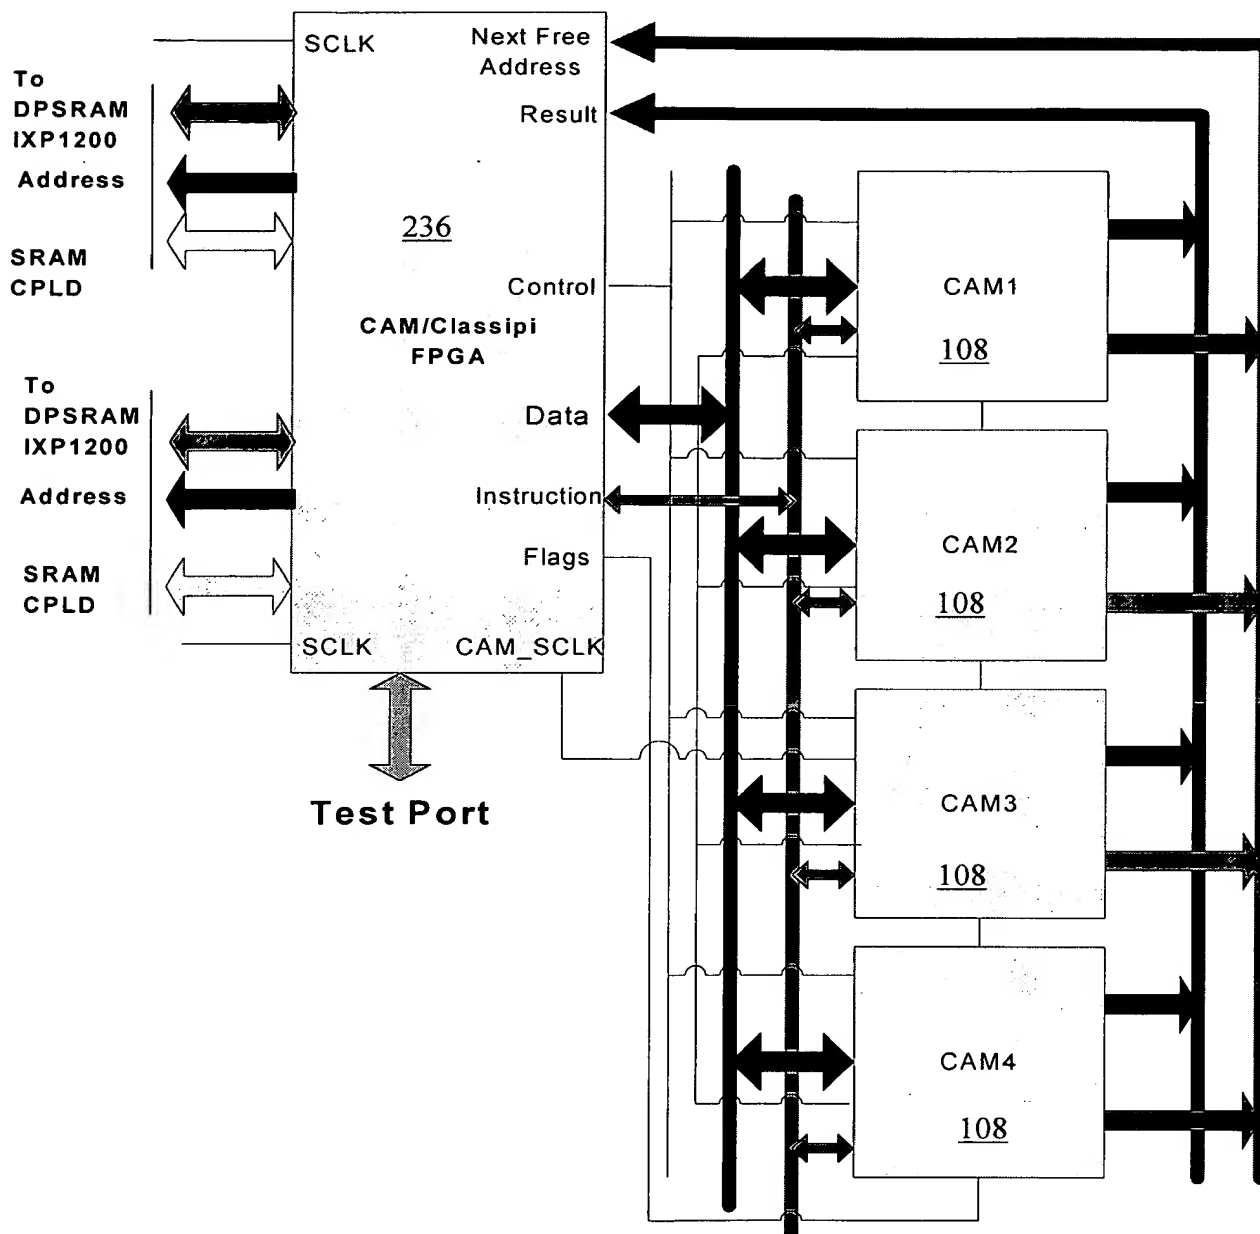 SCLK
Next Free
Address
To
DPSRAM
IXP1200
Result
Address
236
SRAM
CPLD
Control
CAM/Classipi
FPGA
To
DPSRAM
IXP1200
Data
Address
Instruction
Flags
SRAM
CPLD
SCLK
CAM_SCLK
Test Port
CAM1
108
CAM2
108
CAM3
108
CAM4
108